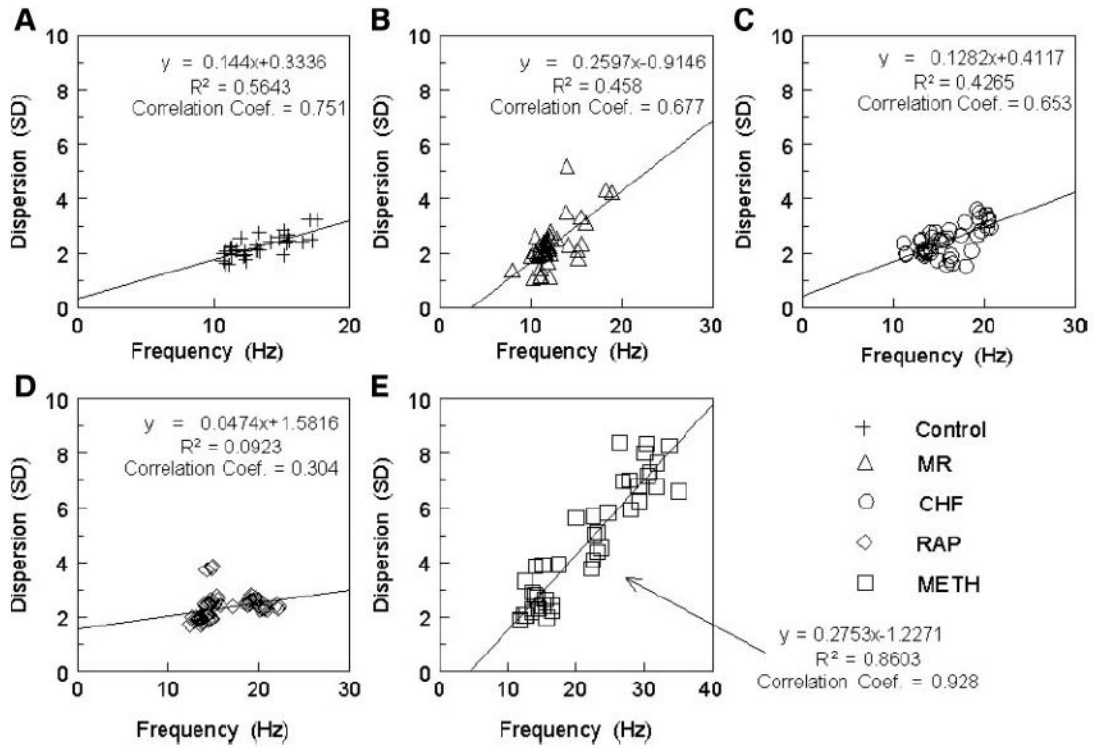 A
10
8
6
4
2
0
Dispersion (SD)
y = 0.144x+0.3336
R² = 0.5643
Correlation Coef. = 0.751
0 10 20
Frequency (Hz)
B
10
8
6
4
2
0
Dispersion (SD)
y = 0.2597x-0.9146
R² = 0.458
Correlation Coef. = 0.677
0 10 20 30
Frequency (Hz)
C
10
8
6
4
2
0
Dispersion (SD)
y = 0.1282x+0.4117
R² = 0.4265
Correlation Coef. = 0.653
0 10 20 30
Frequency (Hz)
D
10
8
6
4
2
0
Dispersion (SD)
y = 0.0474x+1.5816
R² = 0.0923
Correlation Coef. = 0.304
0 10 20 30
Frequency (Hz)
E
10
8
6
4
2
0
Dispersion (SD)
0 10 20 30 40
Frequency (Hz)
y = 0.2753x-1.2271
R² = 0.8603
Correlation Coef. = 0.928
Control
MR
CHF
RAP
METH